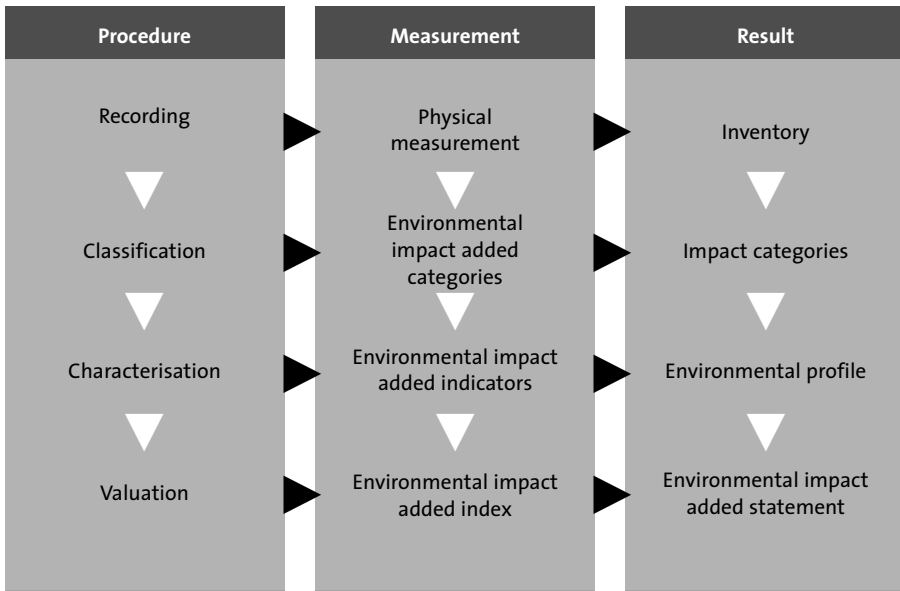 Procedure
Measurement
Result
Recording
Physical
measurement
Inventory
Classification
Environmental
impact added
categories
Impact categories
Characterisation
Environmental impact
added indicators
Environmental profile
Valuation
Environmental impact
added index
Environmental impact
added statement